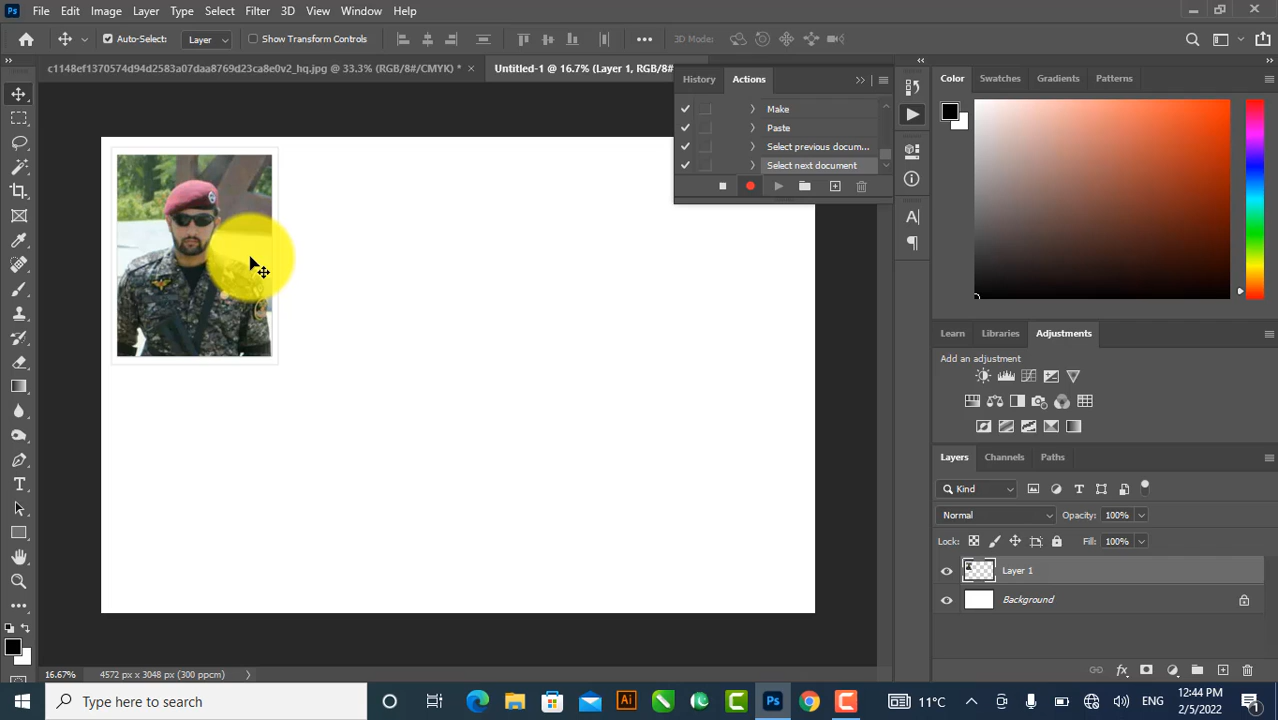 Ps File Edit Image Layer Type Select Filter 3D View Window Help
Auto-Select: Layer Show Transform Controls 3D Mode:
c1148ef1370574d94d2583a07daa8769d23ca8e0v2_hq.jpg @ 33.3% (RGB/8#/CMYK) * × Untitled-1 @ 16.7% (Layer 1, RGB/8#
History Actions
Make
Paste
Select previous docum...
Select next document
Color Swatches Gradients Patterns
Learn Libraries Adjustments
Add an adjustment
Layers Channels Paths
Kind
Normal Opacity: 100%
Lock: Fill: 100%
Layer 1
Background
16.67% 4572 px x 3048 px (300 ppcm)
Type here to search Ai Ps 11°C ENG 12:44 PM
2/5/2022 1